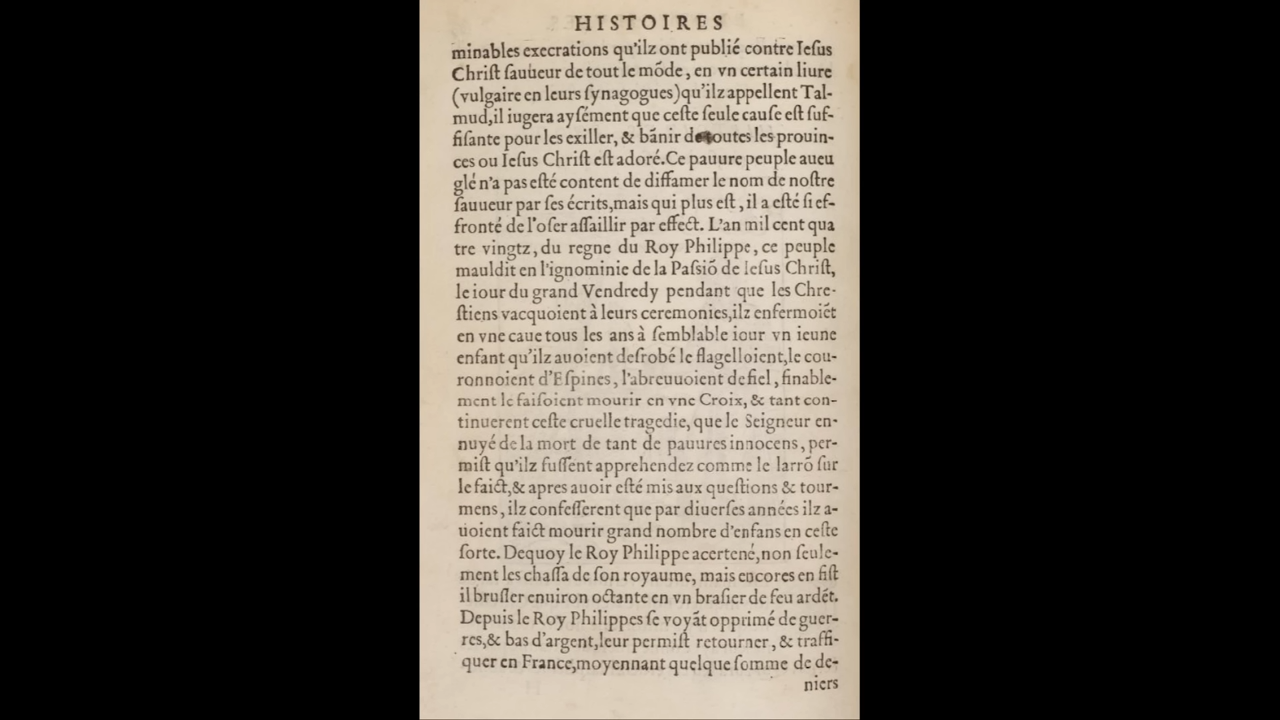 HISTOIRES
minables execrations qu'ilz ont publié contre Iesus
Chriſt ſauueur de tout le mõde, en vn certain liure
(vulgaire en leurs ſynagogues)qu'ilz appellent Tal-
mud,il iugera ayſément que ceſte ſeule cauſe eſt ſuf-
fiſante pour les exiller, & bãnir de toutes les prouin-
ces ou Ieſus Chriſt eſt adoré.Ce pauure peuple aueu
glé n'a pas eſté content de diffamer le nom de noſtre
ſauueur par ſes écrits,mais qui plus eſt, il a eſté ſi ef-
fronté de l'oſer aſſaillir par effect. L'an mil cent qua
tre vingtz, du regne du Roy Philippe, ce peuple
mauldit en l'ignominie de la Paſsiõ de Ieſus Chriſt,
le iour du grand Vendredy pendant que les Chre-
ſtiens vacquoient à leurs ceremonies,ilz enfermoiẽt
en vne caue tous les ans à ſemblable iour vn ieune
enfant qu'ilz auoient deſrobé le flagelloient,le cou-
ronnoient d'Eſpines, l'abreuuoient de fiel, finable-
ment le faiſoient mourir en vne Croix, & tant con-
tinuerent ceſte cruelle tragedie, que le Seigneur en-
nuyé de la mort de tant de pauures innocens, per-
miſt qu'ilz fuſſent apprehendez comme le larrõ ſur
le faict,& apres auoir eſté mis aux queſtions & tour-
mens, ilz confeſſerent que par diuerſes années ilz a-
uoient faict mourir grand nombre d'enfans en ceſte
ſorte. Dequoy le Roy Philippe acertené,non ſeule-
ment les chaſſa de ſon royaume, mais encores en fiſt
il bruſler enuiron octante en vn braſier de feu ardẽt.
Depuis le Roy Philippes ſe voyãt opprimé de guer-
res,& bas d'argent,leur permiſt retourner, & traffi-
quer en France,moyennant quelque ſomme de de-
niers